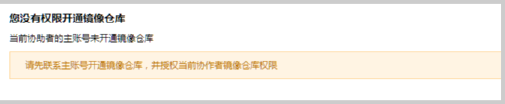 您没有权限开通镜像仓库
当前协助者的主账号未开通镜像仓库
请先联系主账号开通镜像仓库，并授权当前协作者镜像仓库权限